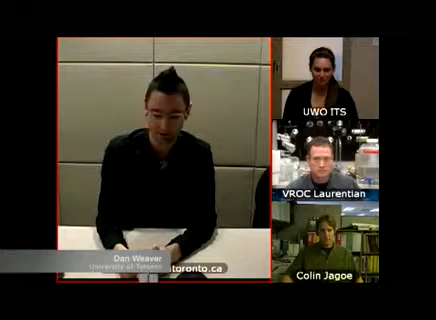 UWO ITS
VROC Laurentian
Dan Weaver
University of Toronto
toronto.ca
Colin Jagoe